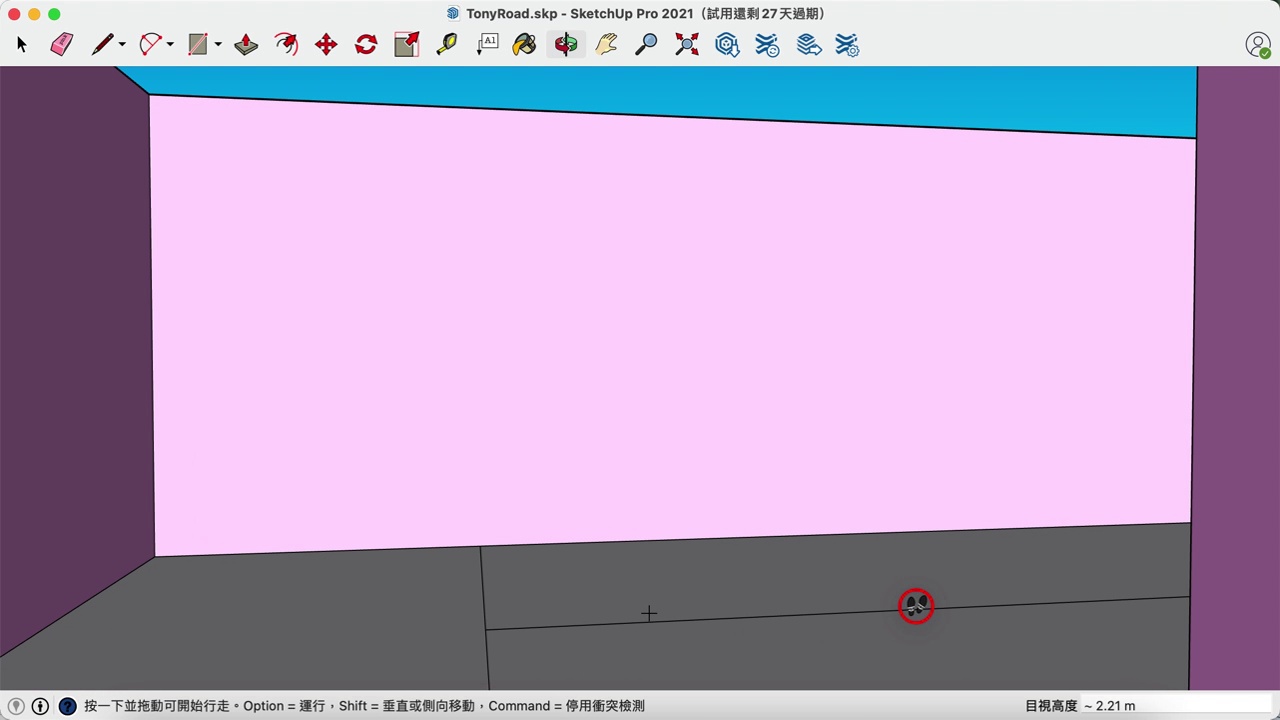 TonyRoad.skp - SketchUp Pro 2021（試用還剩 27 天過期）
A1
按一下並拖動可開始行走。Option = 運行，Shift = 垂直或側向移動，Command = 停用衝突檢測
目視高度 ~ 2.21 m